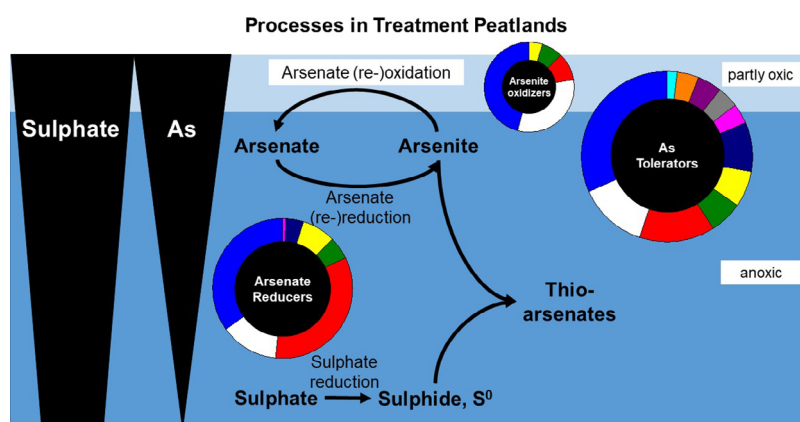 Processes in Treatment Peatlands
Arsenate (re-)oxidation
Arsenite
oxidizers
partly oxic
Sulphate
As
Arsenate
Arsenite
As
Tolerators
Arsenate
(re-)reduction
Arsenate
Reducers
anoxic
Thio-
arsenates
Sulphate
reduction
Sulphate
Sulphide, S⁰